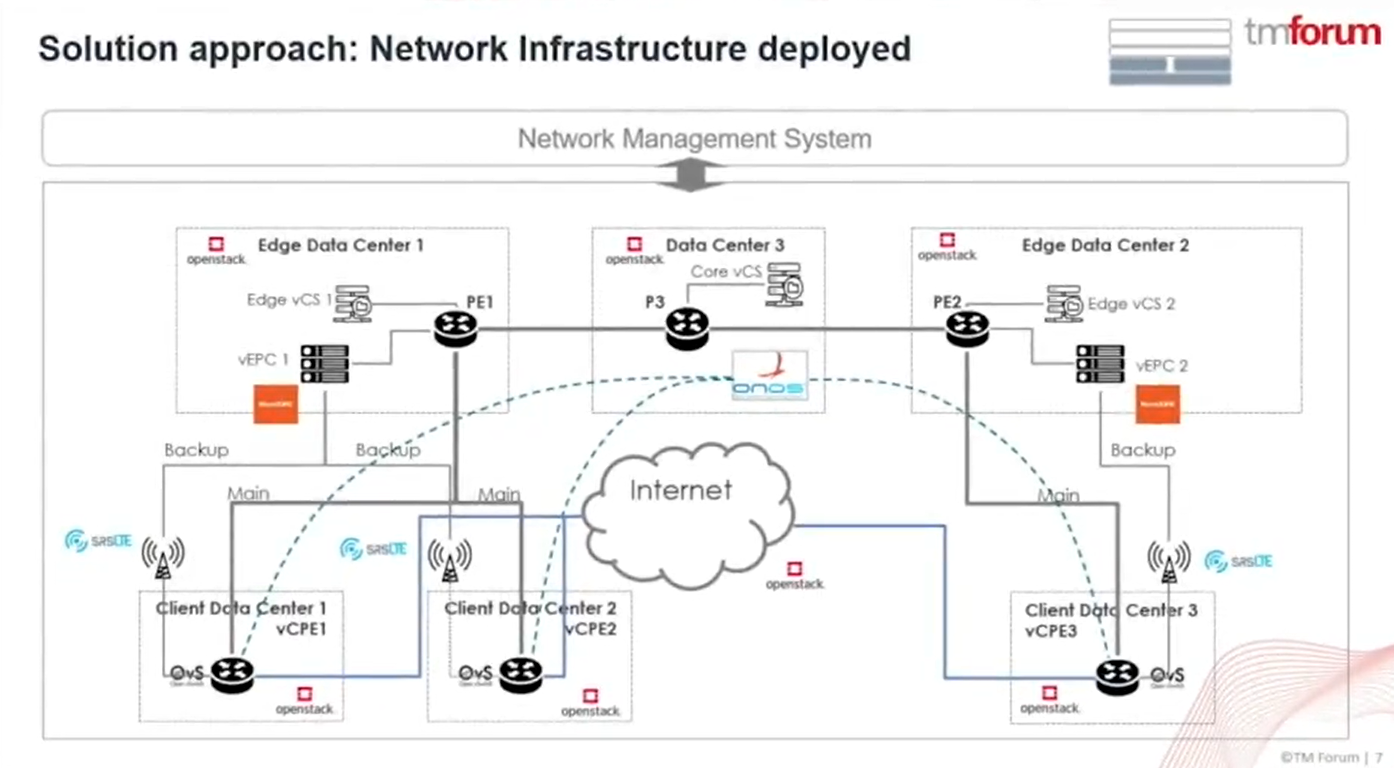 Solution approach: Network Infrastructure deployed
tmforum
Network Management System
openstack.
Edge Data Center 1
Edge vCS 1
PE1
vEPC 1
openstack.
Data Center 3
Core vCS
P3
onos
openstack.
Edge Data Center 2
PE2
Edge vCS 2
vEPC 2
Backup
Backup
Backup
Main
Main
Main
Internet
openstack.
SRSLTE
SRSLTE
SRSLTE
Client Data Center 1
vCPE1
OvS
openstack.
Client Data Center 2
vCPE2
OvS
openstack.
Client Data Center 3
vCPE3
OvS
openstack.
©TM Forum | 7